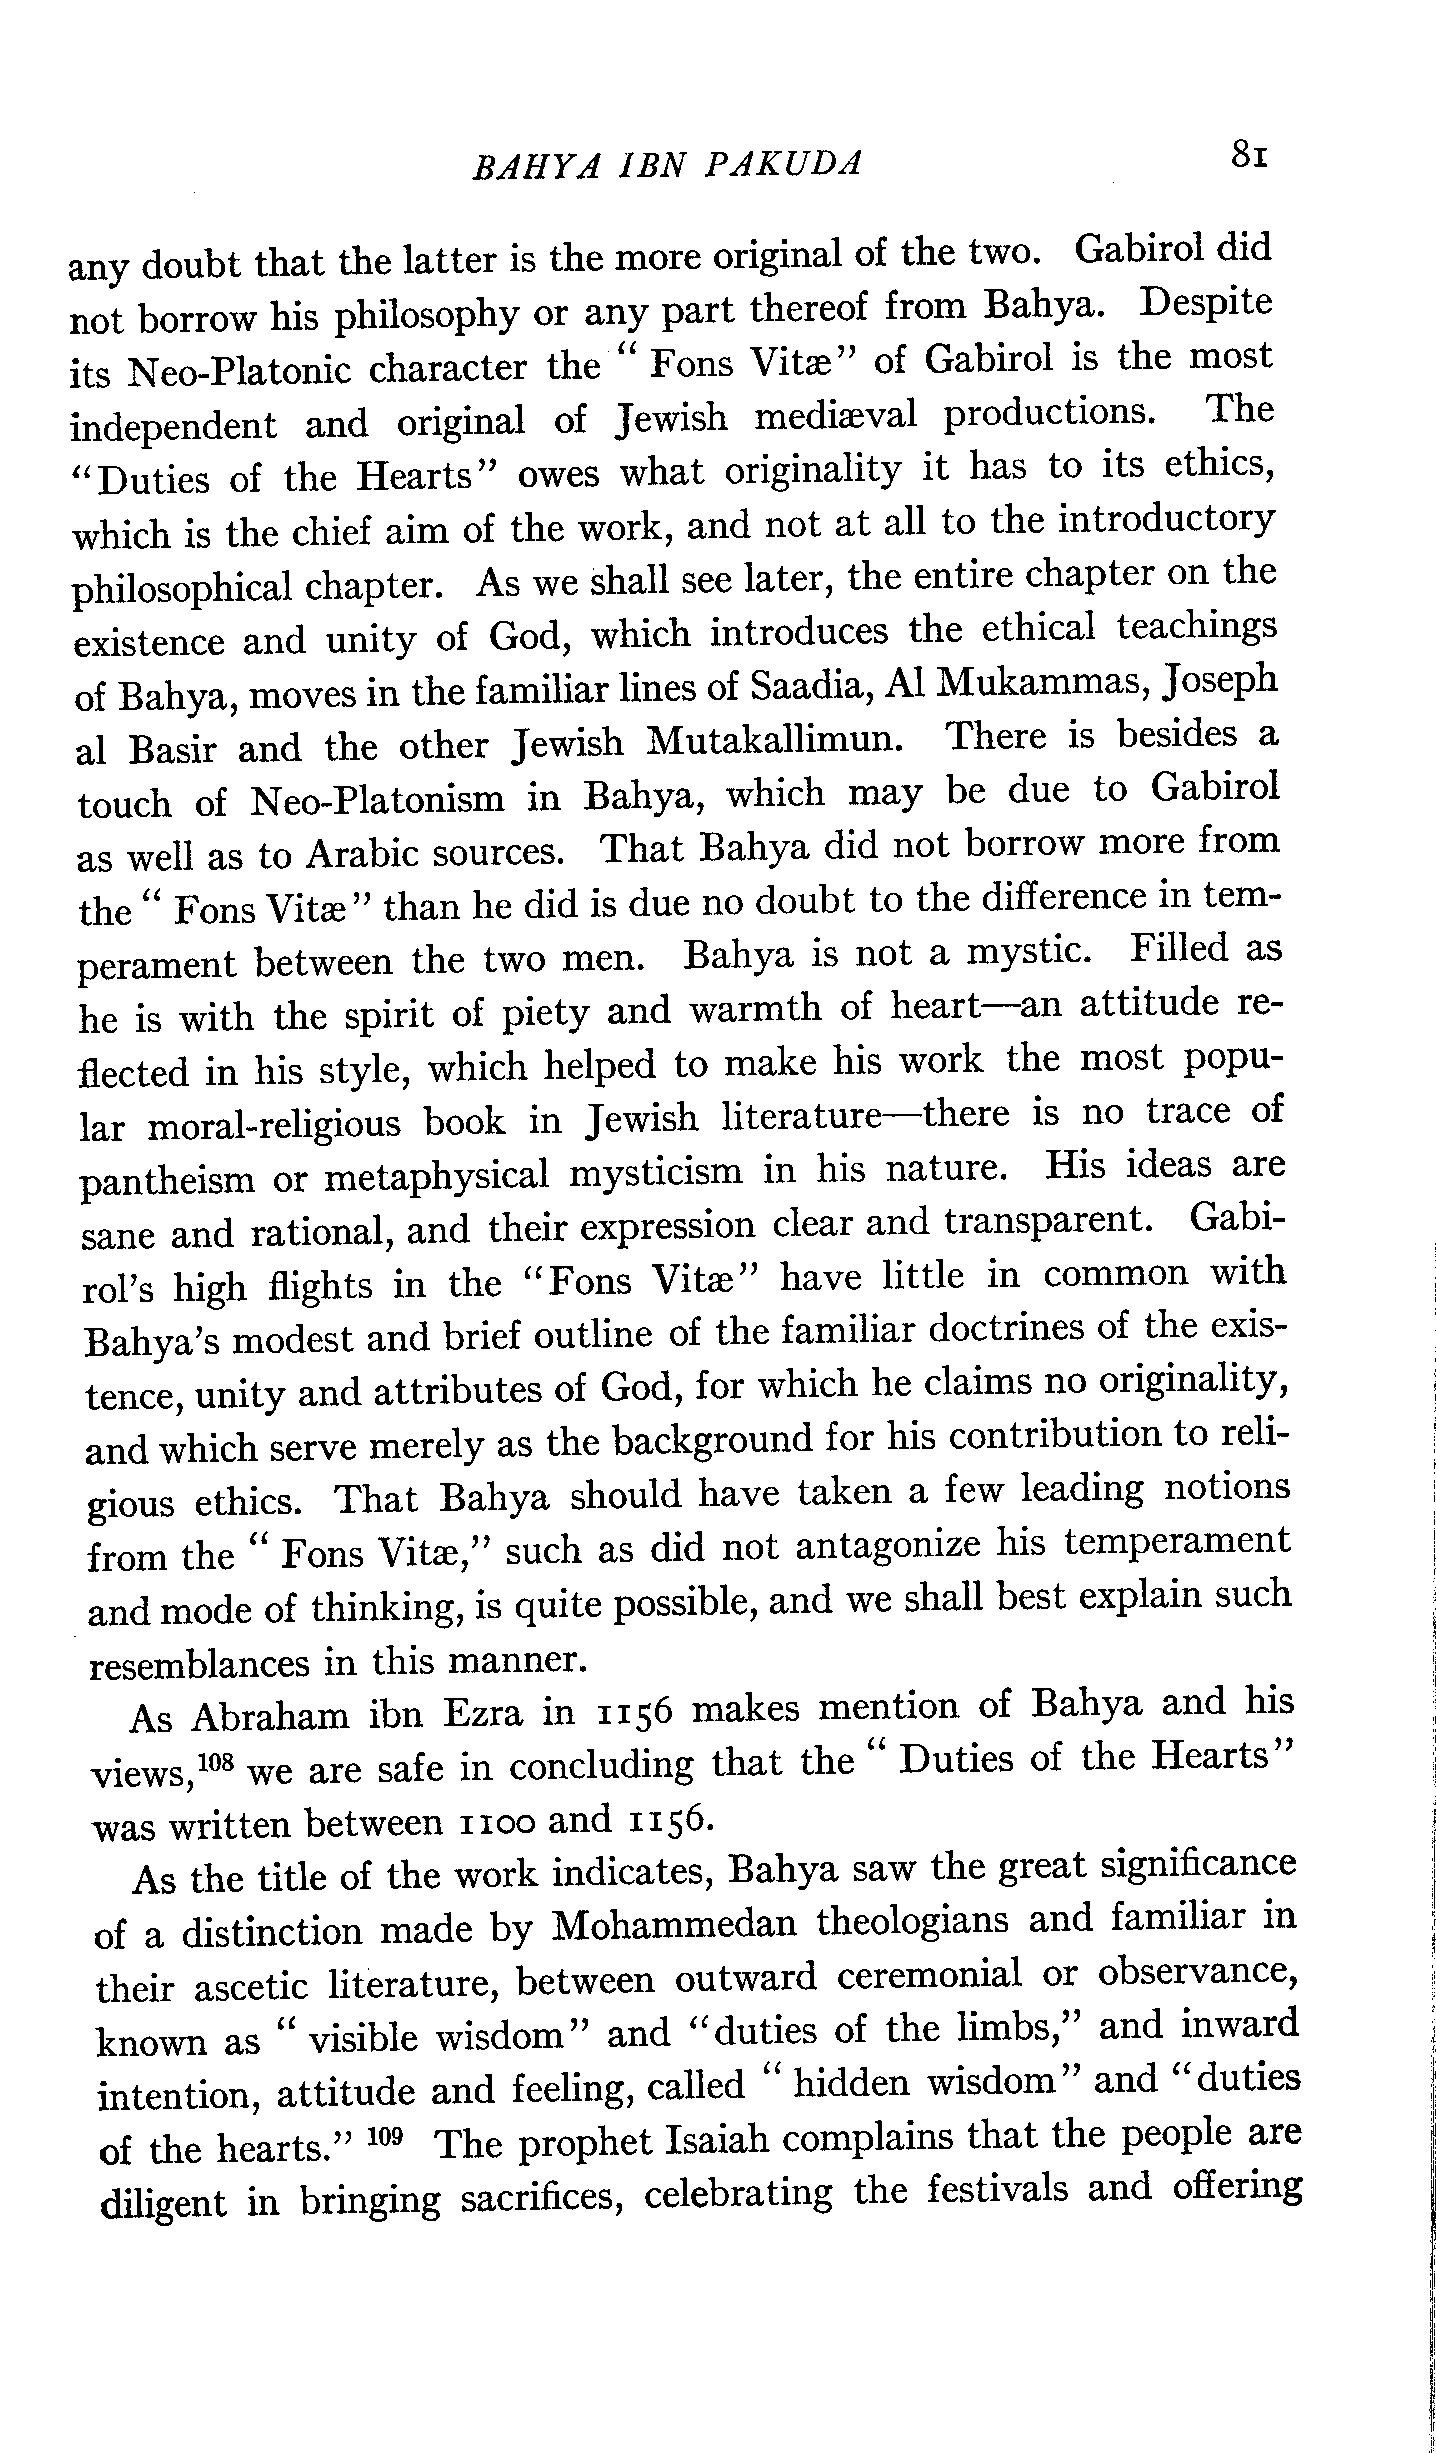 BAHYA IBN PAKUDA 81
any doubt that the latter is the more original of the two. Gabirol did
not borrow his philosophy or any part thereof from Bahya. Despite
its Neo-Platonic character the “ Fons Vitæ” of Gabirol is the most
independent and original of Jewish mediæval productions. The
“Duties of the Hearts” owes what originality it has to its ethics,
which is the chief aim of the work, and not at all to the introductory
philosophical chapter. As we shall see later, the entire chapter on the
existence and unity of God, which introduces the ethical teachings
of Bahya, moves in the familiar lines of Saadia, Al Mukammas, Joseph
al Basir and the other Jewish Mutakallimun. There is besides a
touch of Neo-Platonism in Bahya, which may be due to Gabirol
as well as to Arabic sources. That Bahya did not borrow more from
the “ Fons Vitæ” than he did is due no doubt to the difference in tem-
perament between the two men. Bahya is not a mystic. Filled as
he is with the spirit of piety and warmth of heart—an attitude re-
flected in his style, which helped to make his work the most popu-
lar moral-religious book in Jewish literature—there is no trace of
pantheism or metaphysical mysticism in his nature. His ideas are
sane and rational, and their expression clear and transparent. Gabi-
rol’s high flights in the “Fons Vitæ” have little in common with
Bahya’s modest and brief outline of the familiar doctrines of the exis-
tence, unity and attributes of God, for which he claims no originality,
and which serve merely as the background for his contribution to reli-
gious ethics. That Bahya should have taken a few leading notions
from the “ Fons Vitæ,” such as did not antagonize his temperament
and mode of thinking, is quite possible, and we shall best explain such
resemblances in this manner.
As Abraham ibn Ezra in 1156 makes mention of Bahya and his
views,¹⁰⁸ we are safe in concluding that the “ Duties of the Hearts”
was written between 1100 and 1156.
As the title of the work indicates, Bahya saw the great significance
of a distinction made by Mohammedan theologians and familiar in
their ascetic literature, between outward ceremonial or observance,
known as “ visible wisdom” and “duties of the limbs,” and inward
intention, attitude and feeling, called “ hidden wisdom” and “duties
of the hearts.” ¹⁰⁹ The prophet Isaiah complains that the people are
diligent in bringing sacrifices, celebrating the festivals and offering